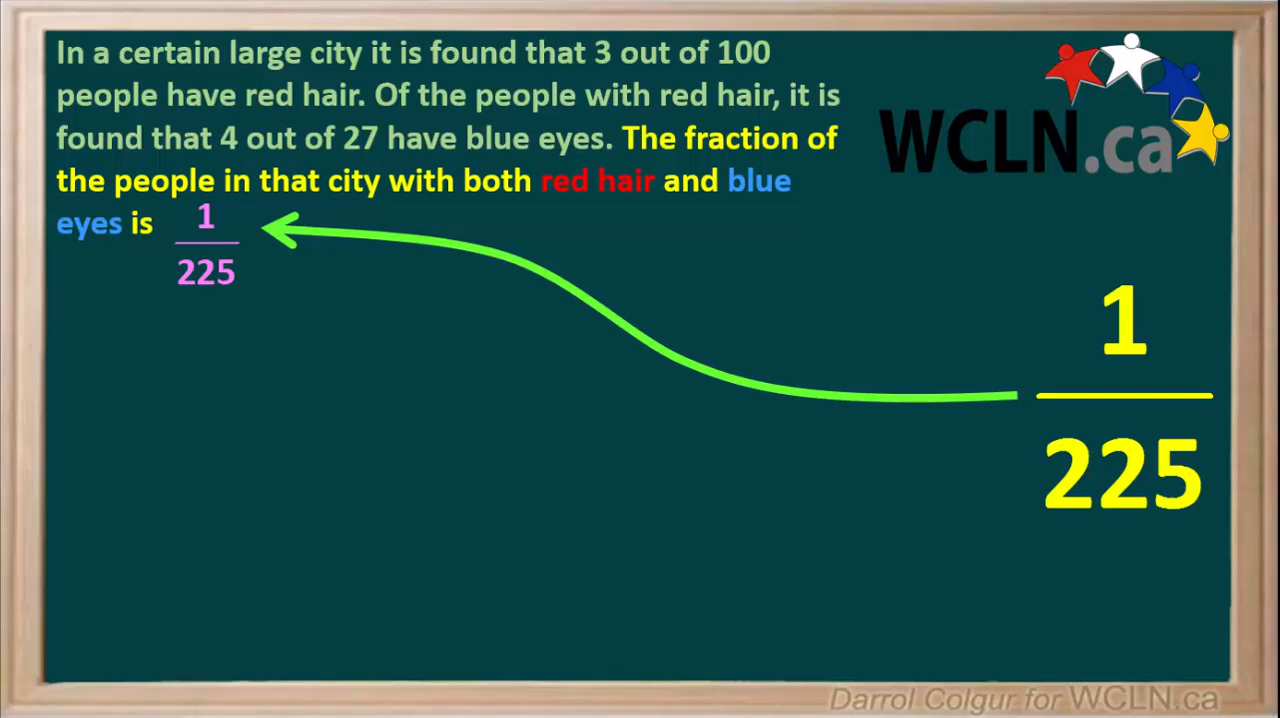 In a certain large city it is found that 3 out of 100
people have red hair. Of the people with red hair, it is
found that 4 out of 27 have blue eyes. The fraction of
the people in that city with both red hair and blue
eyes is 1
225
WCLN.ca
1
225
Darrol Colgur for WCLN.ca